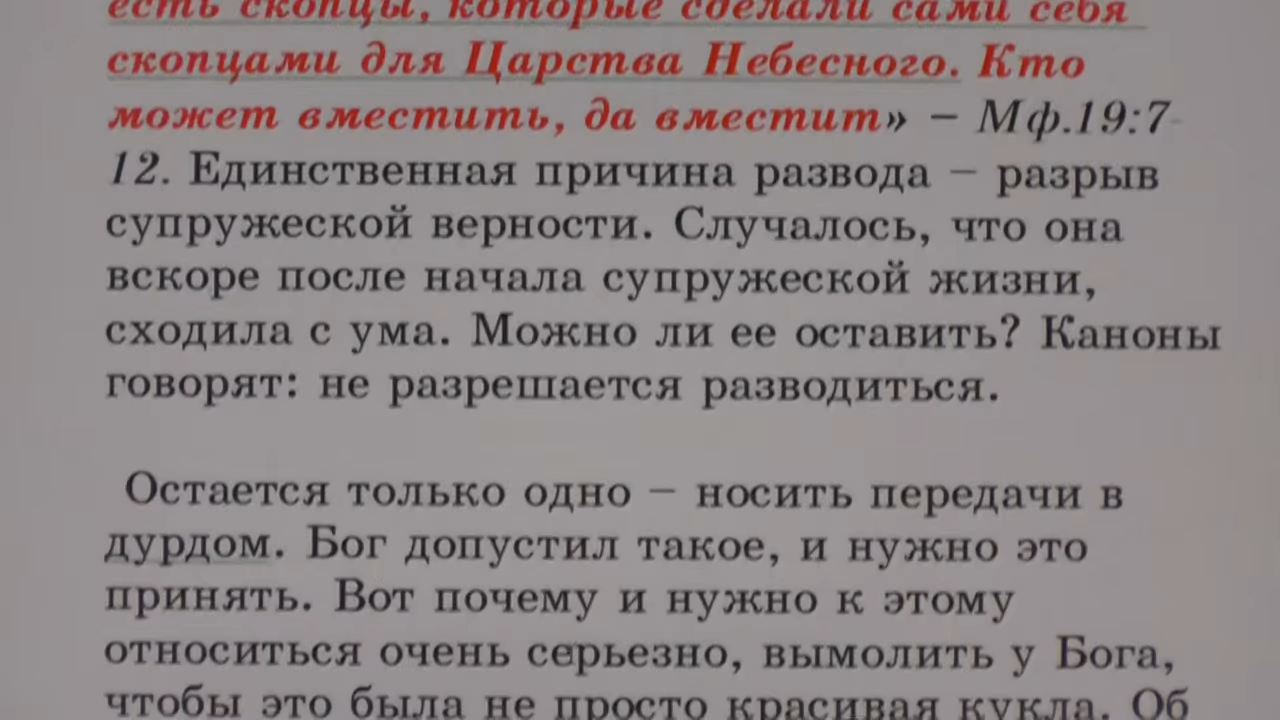 есть скопцы, которые сделали сами себя
скопцами для Царства Небесного. Кто
может вместить, да вместит» – Мф.19:7-
12. Единственная причина развода – разрыв
супружеской верности. Случалось, что она
вскоре после начала супружеской жизни,
сходила с ума. Можно ли ее оставить? Каноны
говорят: не разрешается разводиться.
Остается только одно – носить передачи в
дурдом. Бог допустил такое, и нужно это
принять. Вот почему и нужно к этому
относиться очень серьезно, вымолить у Бога,
чтобы это была не просто красивая кукла. Об